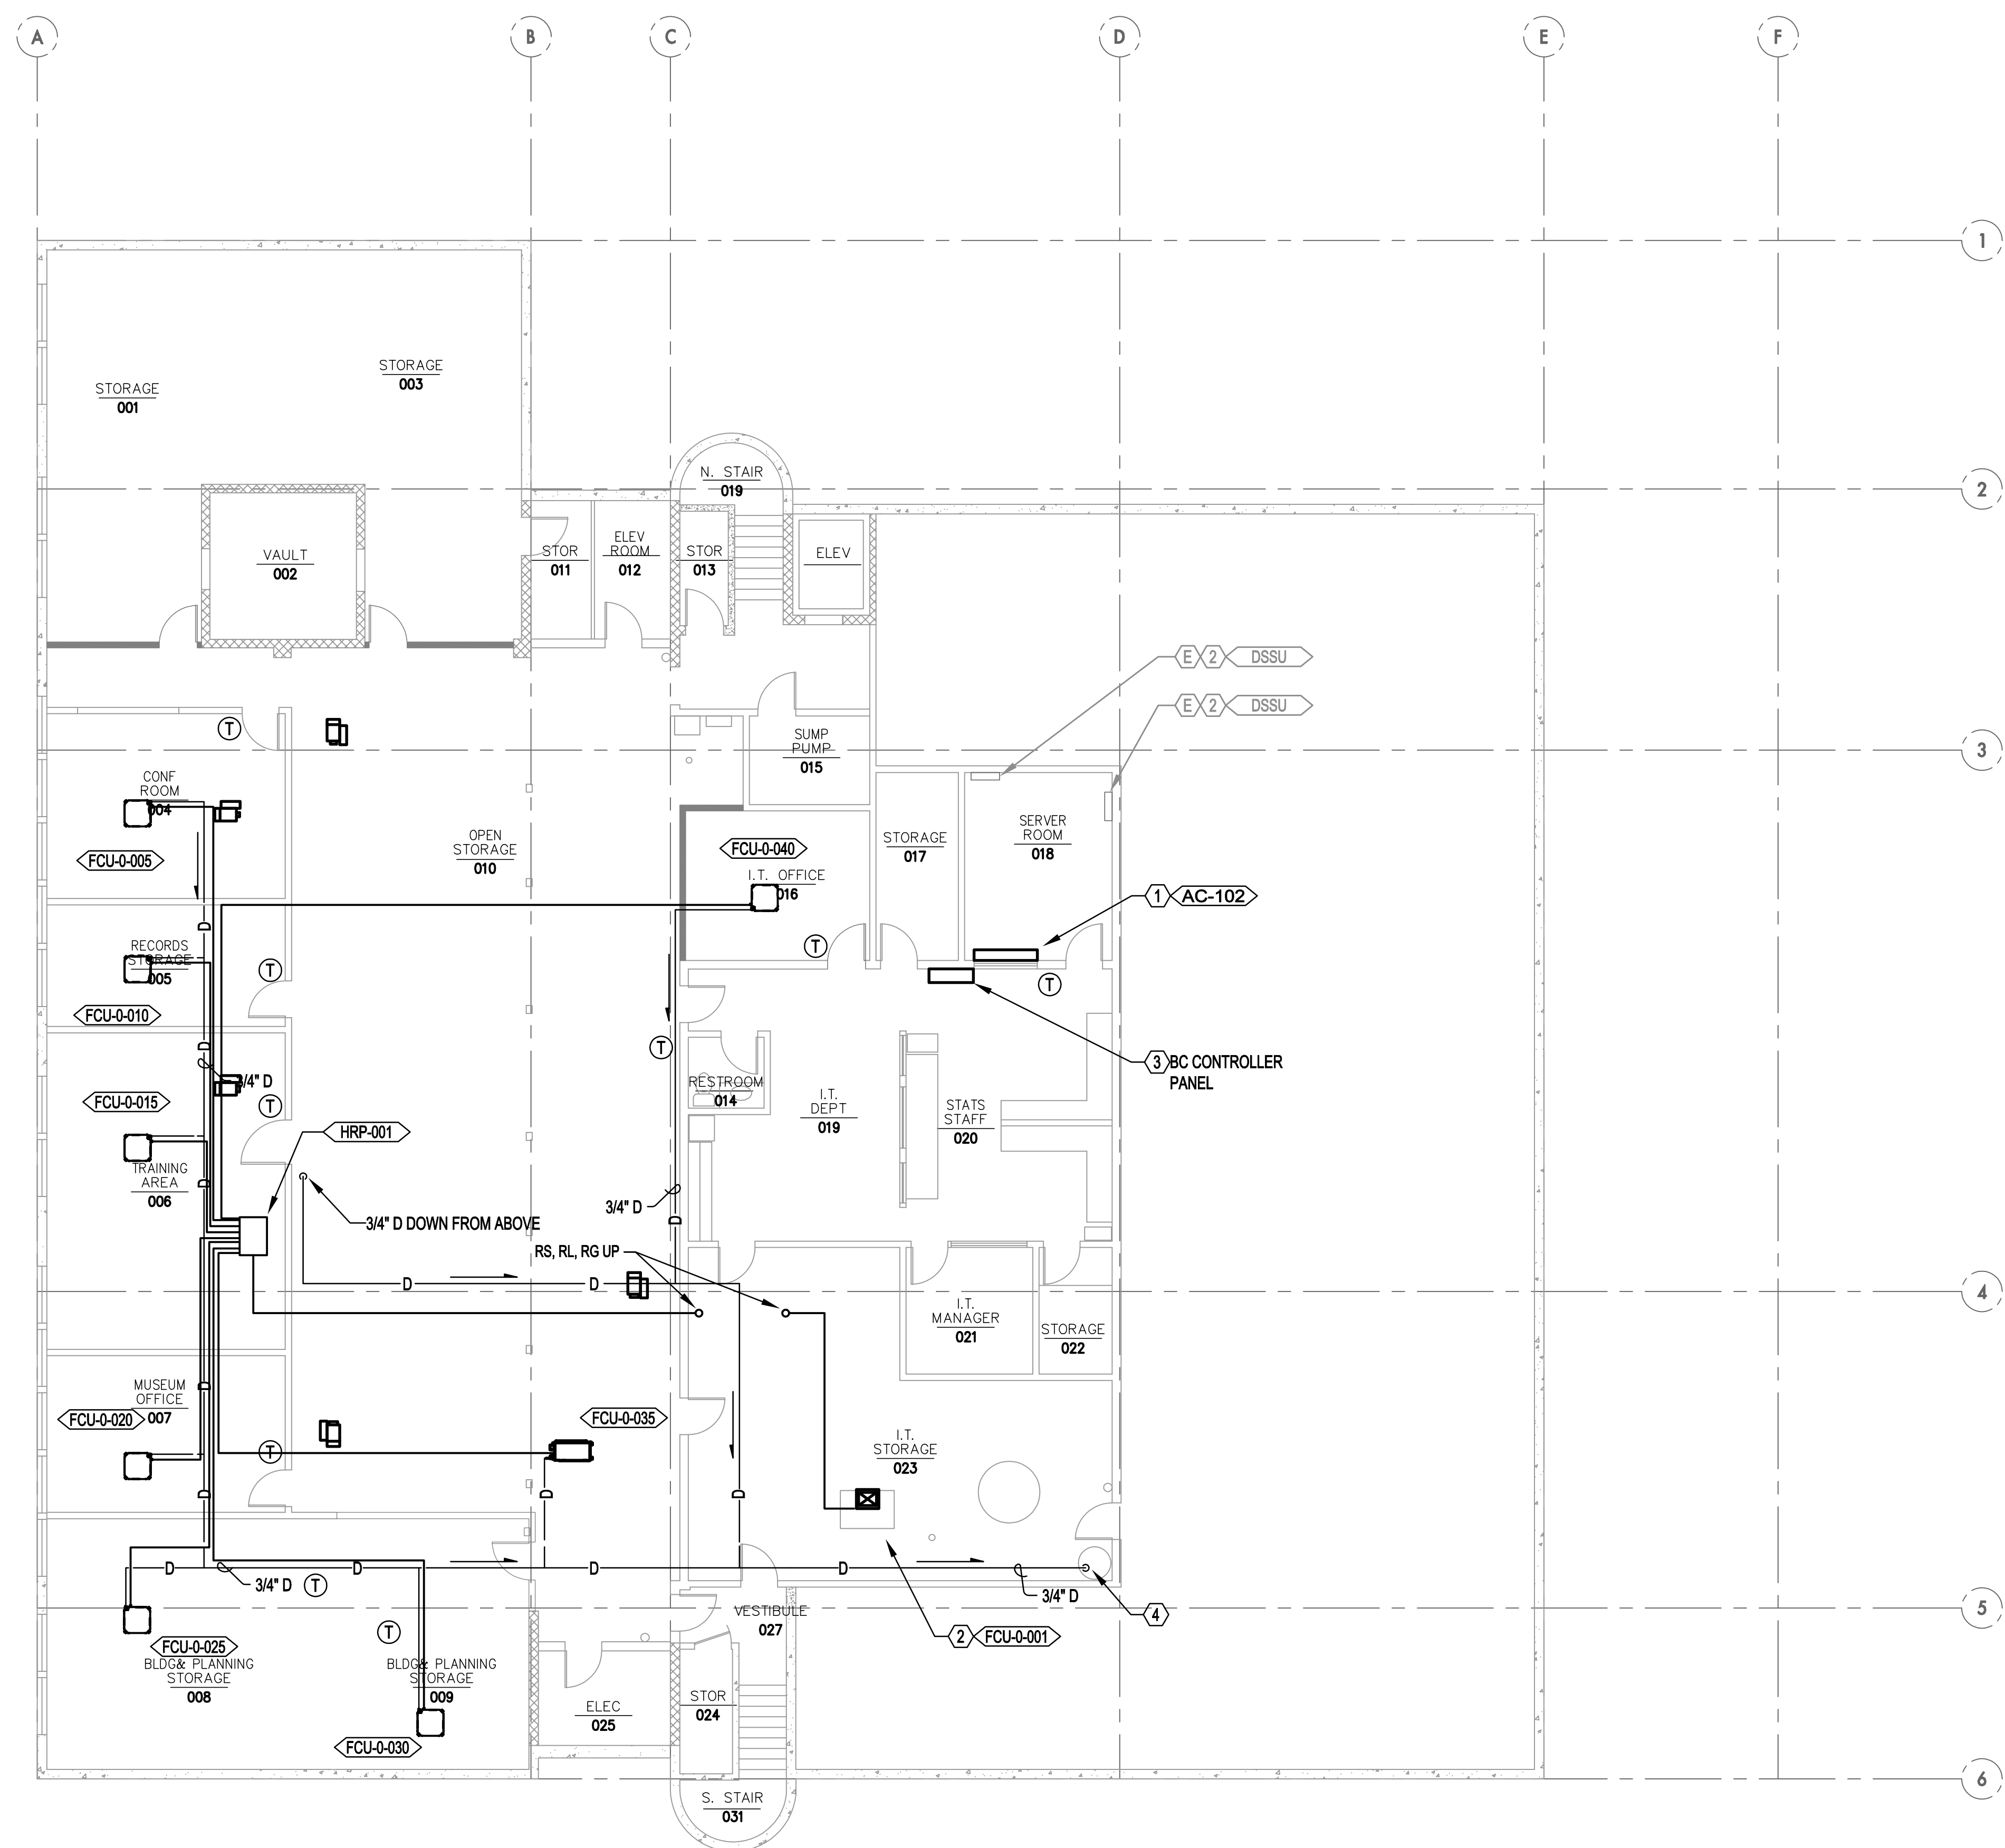 A
B
C
D
E
F
1
STORAGE
003
STORAGE
001
N. STAIR
019
2
VAULT
002
STOR
011
ELEV
ROOM
012
STOR
013
ELEV
E 2 DSSU
E 2 DSSU
T
3
SUMP
PUMP
015
CONF
ROOM
004
FCU-0-005
OPEN
STORAGE
010
FCU-0-040
I.T. OFFICE
016
STORAGE
017
SERVER
ROOM
018
1 AC-102
D
RECORDS
STORAGE
005
T
T
T
FCU-0-010
D
T
3 BC CONTROLLER
PANEL
3/4" D
FCU-0-015
T
RESTROOM
014
I.T.
DEPT
019
STATS
STAFF
020
HRP-001
TRAINING
AREA
006
D
3/4" D
D
3/4" D DOWN FROM ABOVE
RS, RL, RG UP
D
D
4
I.T.
MANAGER
021
STORAGE
022
MUSEUM
OFFICE
007
D
FCU-0-020
FCU-0-035
T
I.T.
STORAGE
023
D
D
D
D
D
D
D
3/4" D
T
3/4" D
4
5
VESTIBULE
027
T
2 FCU-0-001
FCU-0-025
BLDG& PLANNING
STORAGE
008
BLDG& PLANNING
STORAGE
009
ELEC
025
STOR
024
FCU-0-030
6
S. STAIR
031